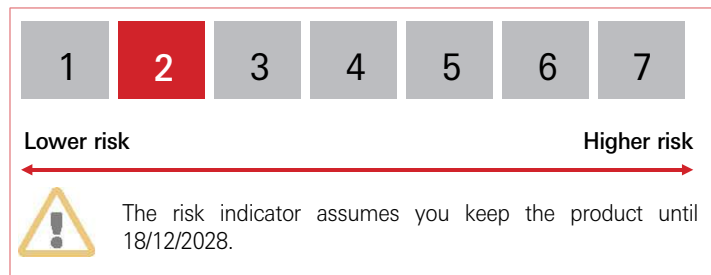 1 2 3 4 5 6 7
Lower risk Higher risk
The risk indicator assumes you keep the product until
18/12/2028.